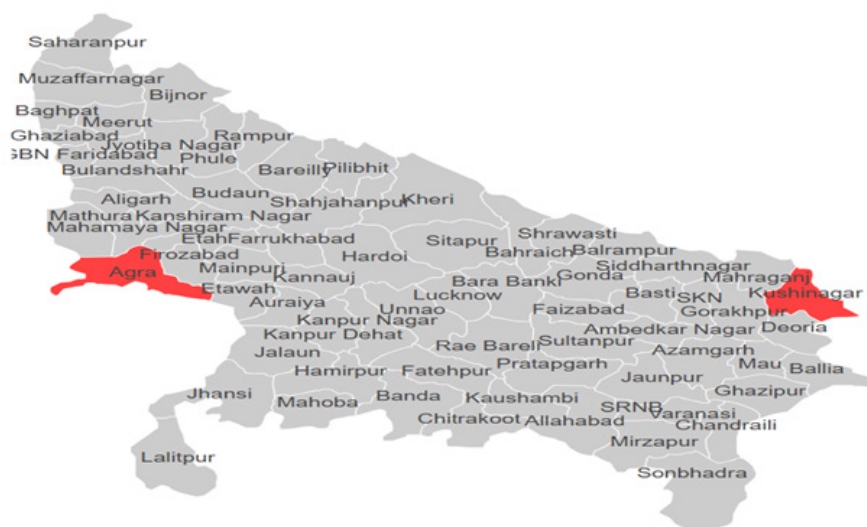 Saharanpur
Muzaffarnagar
Bijnor
Baghpat
Meerut
Ghaziabad
Jyotiba Nagar
Rampur
GBN Faridabad
Phule
Bulandshahr
Bareilly
Pilibhit
Aligarh
Budaun
Shahjahanpur
Kheri
Mathura
Kanshiram Nagar
Mahamaya Nagar
Etah
Farrukhabad
Sitapur
Shrawasti
Bahraich
Balrampur
Firozabad
Agra
Mainpuri
Hardoi
Siddharthnagar
Mahraganj
Kannauj
Etawah
Bara Banki
Gonda
Basti
SKN
Kushinagar
Auraiya
Lucknow
Unnao
Faizabad
Gorakhpur
Kanpur Nagar
Deoria
Kanpur Dehat
Ambedkar Nagar
Jalaun
Rae Bareli
Sultanpur
Azamgarh
Hamirpur
Fatehpur
Pratapgarh
Mau
Ballia
Jaunpur
Jhansi
Mahoba
Banda
Kaushambi
Ghazipur
SRNB
Varanasi
Chitrakoot
Allahabad
Chandraili
Mirzapur
Lalitpur
Sonbhadra